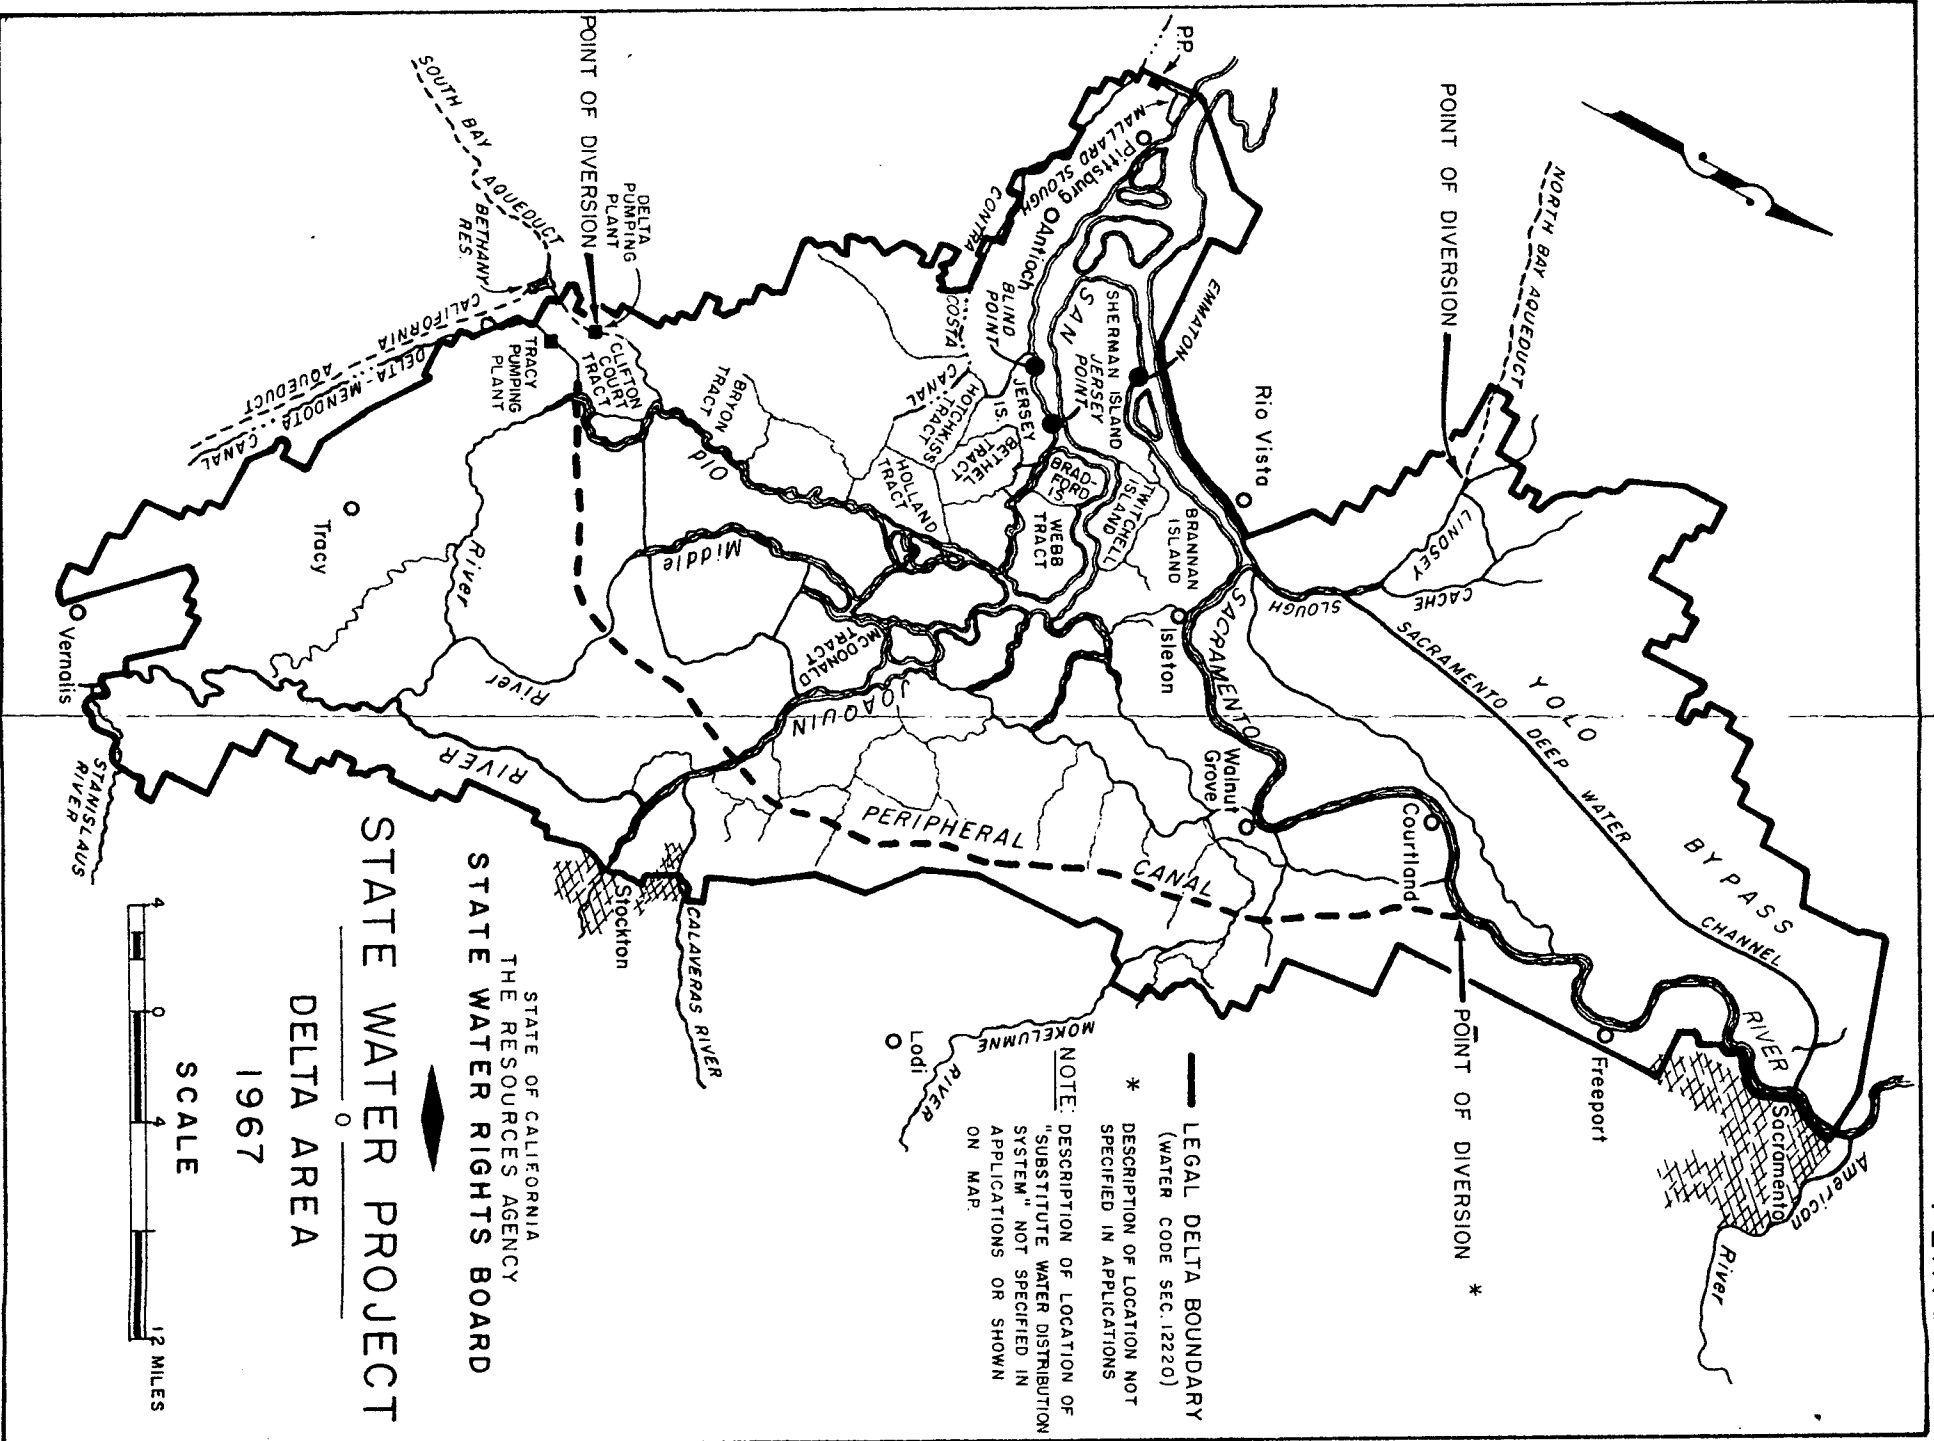 POINT OF DIVERSION
NORTH BAY AQUEDUCT
LINDSEY
CACHE
SLOUGH
YOLO
BY PASS
SACRAMENTO DEEP WATER CHANNEL
Rio Vista
EMMATON
P.P.
MALLARD SLOUGH
Pittsburg
Antioch
CONTRA
COSTA
CANAL
SAN
SHERMAN ISLAND
JERSEY
POINT
BLIND
POINT
JERSEY
IS.
BRAD-
FORD
IS.
TWITCHELL
ISLAND
BRANNAN
ISLAND
WEBB
TRACT
BETHEL
TRACT
HOTCHKISS
TRACT
HOLLAND
TRACT
BRYON
TRACT
Isleton
SACRAMENTO
RIVER
Walnut
Grove
Courtland
Freeport
Sacramento
American
River
POINT OF DIVERSION *
POINT OF DIVERSION
DELTA
PUMPING
PLANT
SOUTH BAY AQUEDUCT
BETHANY
RES.
CLIFTON
COURT
TRACT
TRACY
PUMPING
PLANT
CALIFORNIA
AQUEDUCT
DELTA-MENDOTA
CANAL
Old
River
Middle
River
MCDONALD
TRACT
JOAQUIN
RIVER
PERIPHERAL
CANAL
Tracy
Vernalis
STANISLAUS
RIVER
Stockton
CALAVERAS RIVER
Lodi
MOKELUMNE
RIVER
LEGAL DELTA BOUNDARY
(WATER CODE SEC. 12220)
* DESCRIPTION OF LOCATION NOT
SPECIFIED IN APPLICATIONS
NOTE: DESCRIPTION OF LOCATION OF
"SUBSTITUTE WATER DISTRIBUTION
SYSTEM" NOT SPECIFIED IN
APPLICATIONS OR SHOWN
ON MAP.
STATE OF CALIFORNIA
THE RESOURCES AGENCY
STATE WATER RIGHTS BOARD
STATE WATER PROJECT
DELTA AREA
1967
SCALE
4 0 4 12 MILES